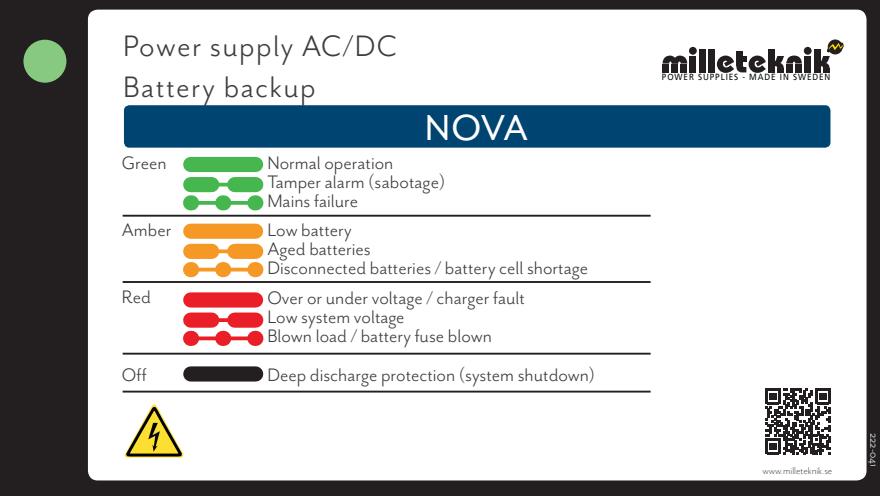 Power supply AC/DC
Battery backup
milleteknik
POWER SUPPLIES - MADE IN SWEDEN
NOVA
Green
Normal operation
Tamper alarm (sabotage)
Mains failure
Amber
Low battery
Aged batteries
Disconnected batteries / battery cell shortage
Red
Over or under voltage / charger fault
Low system voltage
Blown load / battery fuse blown
Off
Deep discharge protection (system shutdown)
www.milleteknik.se
222-041